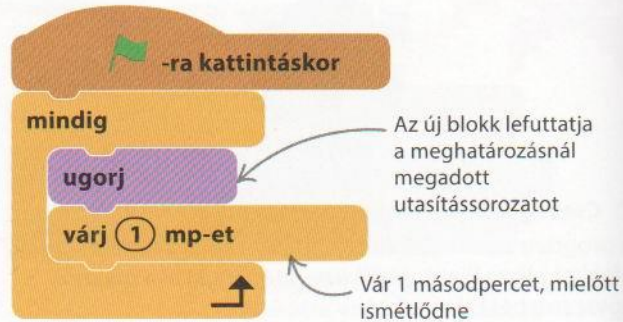 -ra kattintáskor
mindig
ugorj
várj 1 mp-et
Az új blokk lefuttatja
a meghatározásnál
megadott
utasítássorozatot
Vár 1 másodpercet, mielőtt
ismétlődne